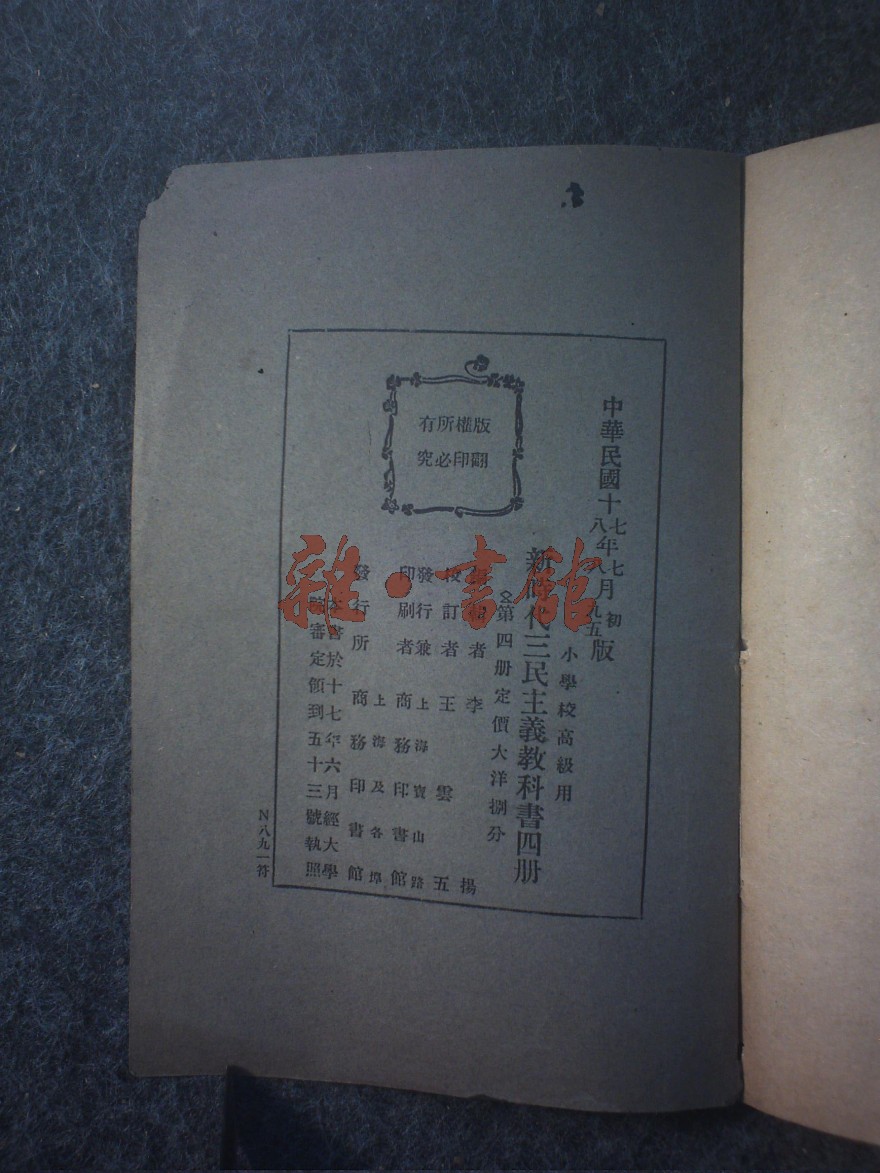 中華民國十七年七月初版
八年八月九五版
小學校高級用
新時代三民主義教科書四册
第四册定價大洋捌分
編輯者 李揚
校訂者 王雲五
發行兼印刷者 上海寶山路 商務印書館
發行所 上海及各埠 商務印書館
版權所有
翻印必究
本書於十七年六月經大學
院審定領到五十三號執照
N八九一符
雜·書館